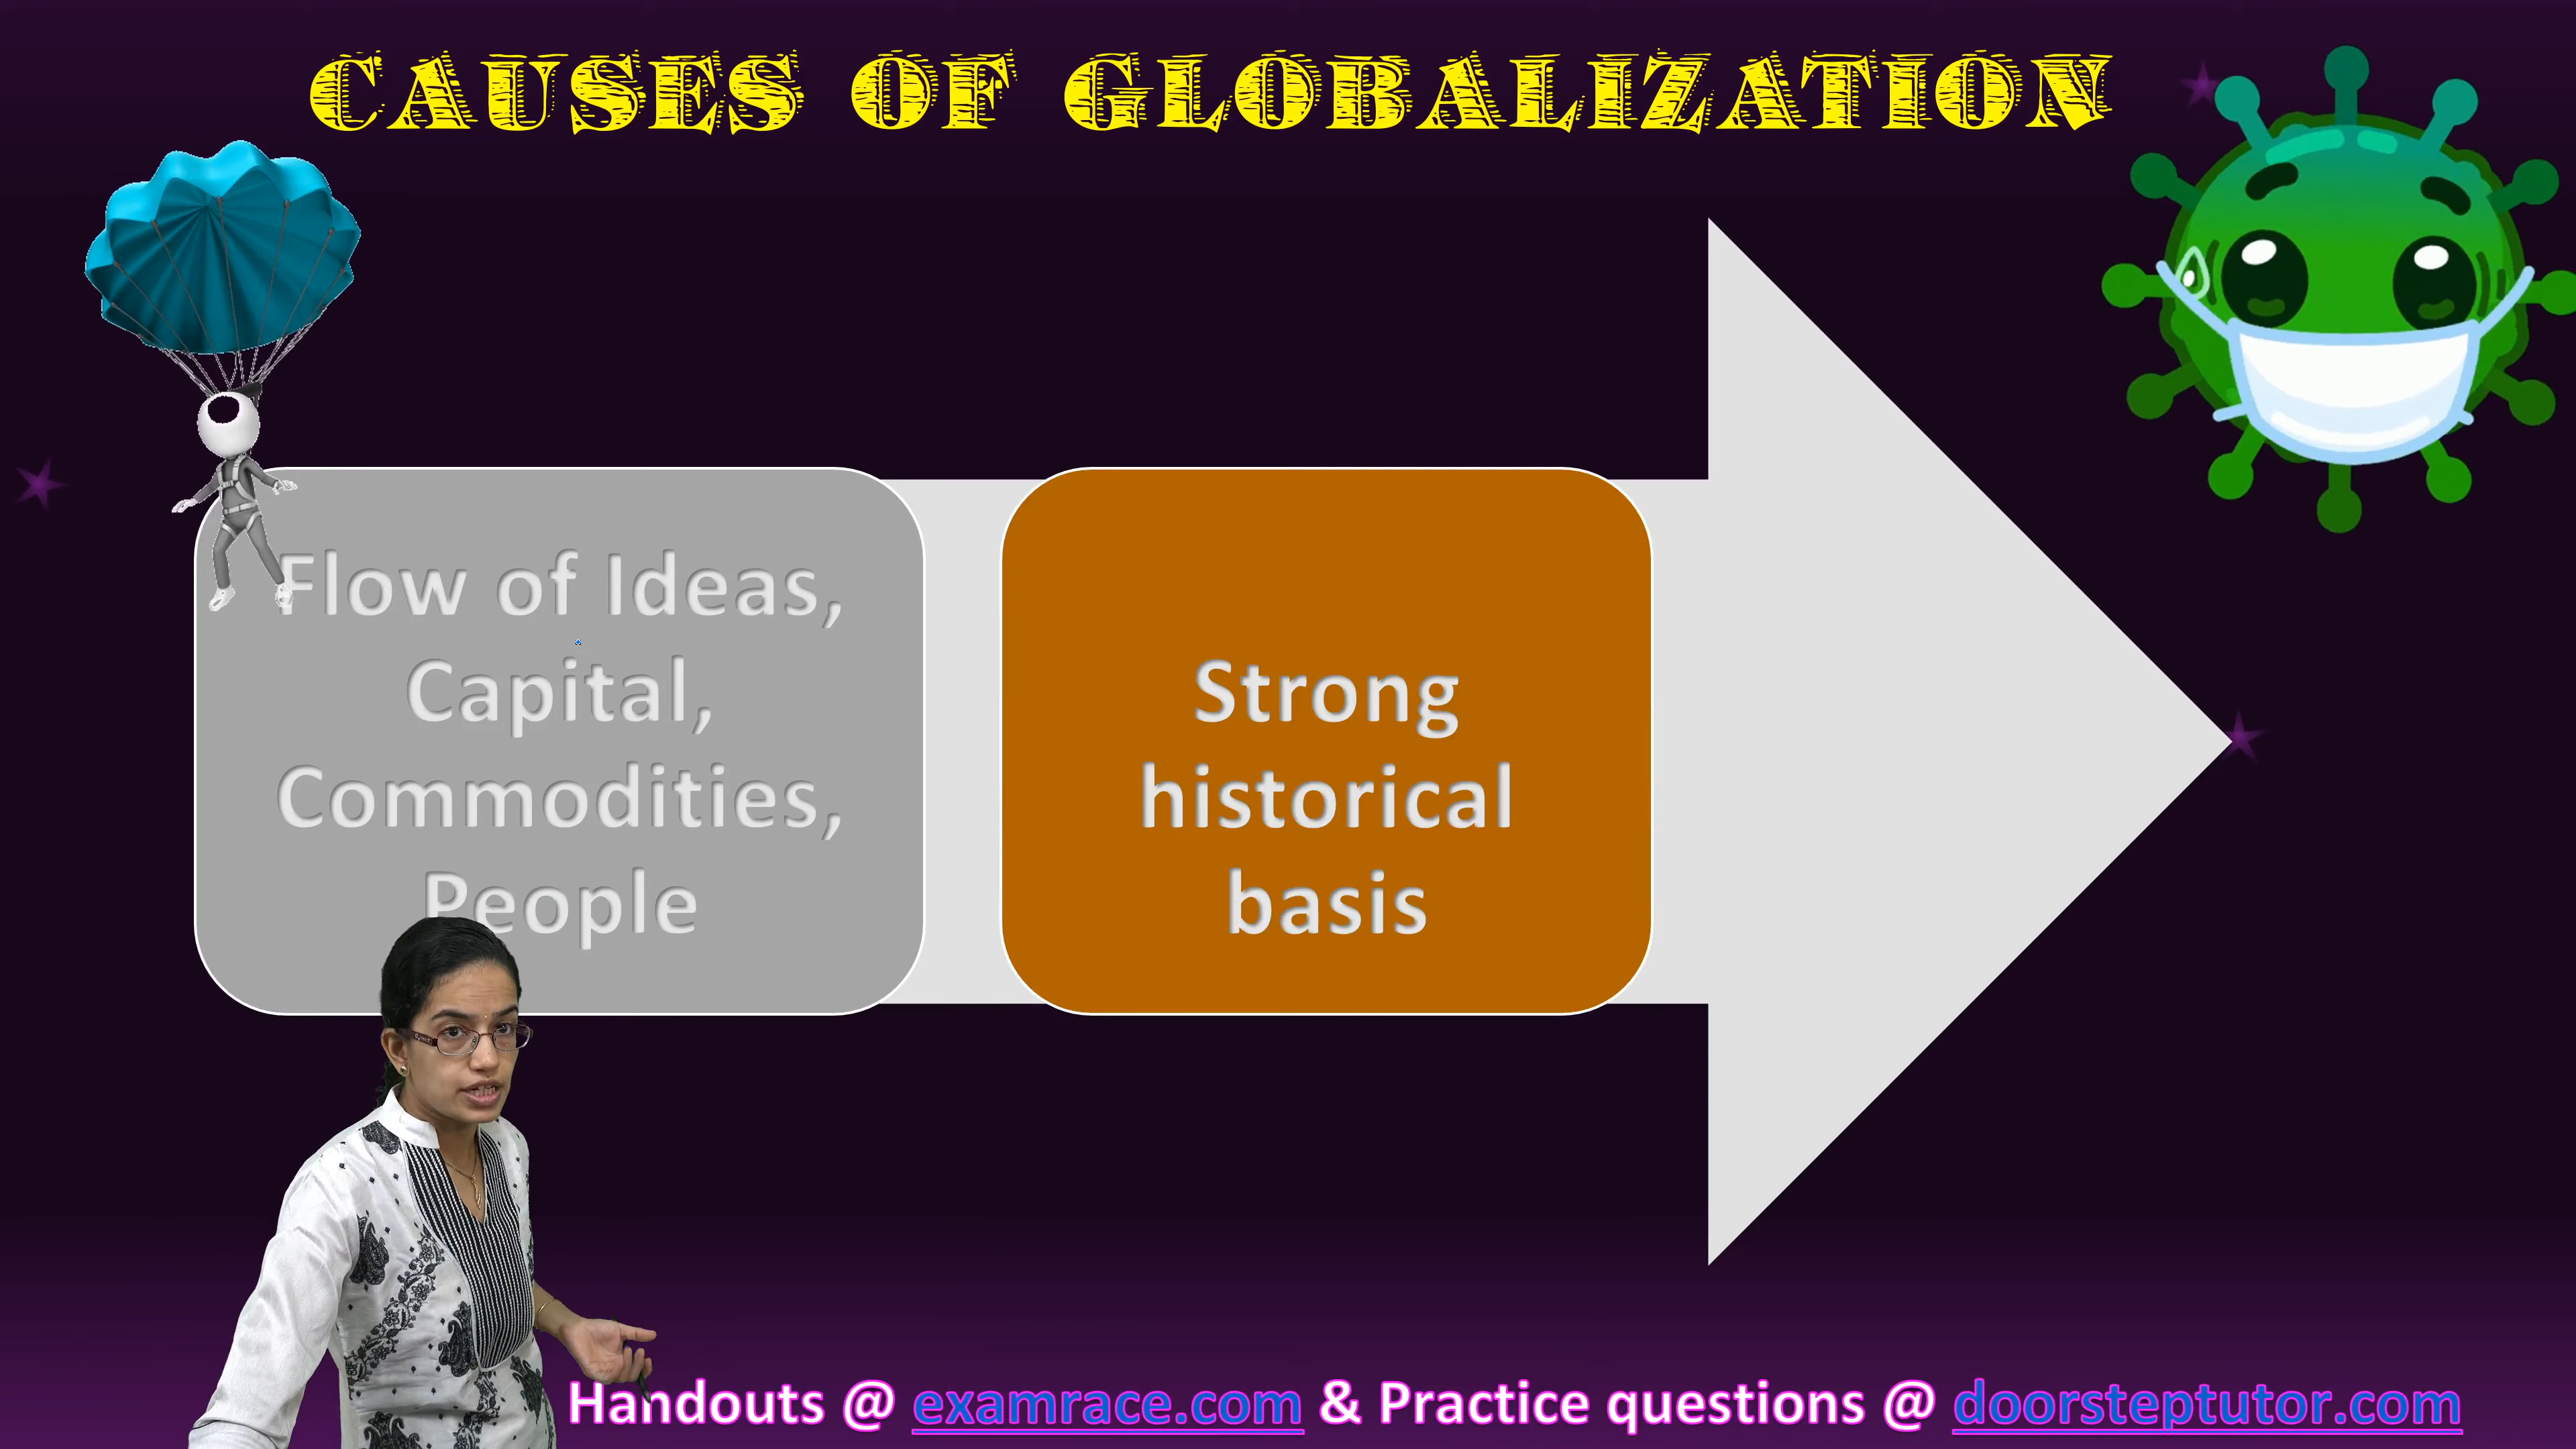 CAUSES OF GLOBALIZATION
Flow of Ideas,
Capital,
Commodities,
People
Strong
historical
basis
Handouts @ examrace.com & Practice questions @ doorsteptutor.com